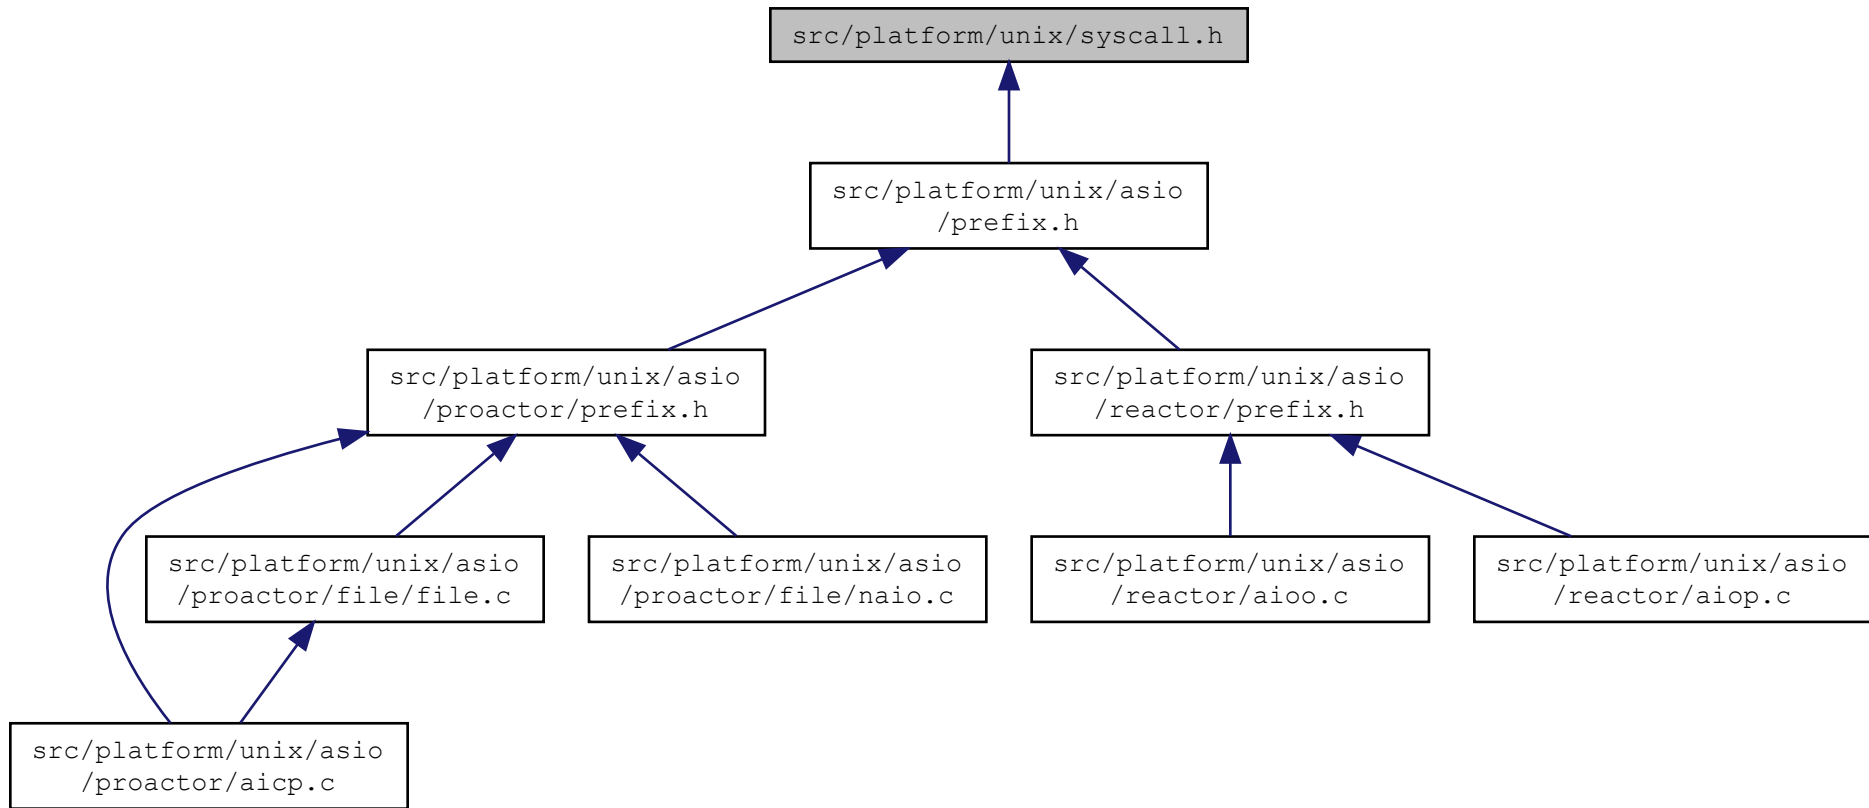 src/platform/unix/syscall.h
src/platform/unix/asio
/prefix.h
src/platform/unix/asio
/proactor/prefix.h
src/platform/unix/asio
/reactor/prefix.h
src/platform/unix/asio
/proactor/file/file.c
src/platform/unix/asio
/proactor/file/naio.c
src/platform/unix/asio
/reactor/aioo.c
src/platform/unix/asio
/reactor/aiop.c
src/platform/unix/asio
/proactor/aicp.c